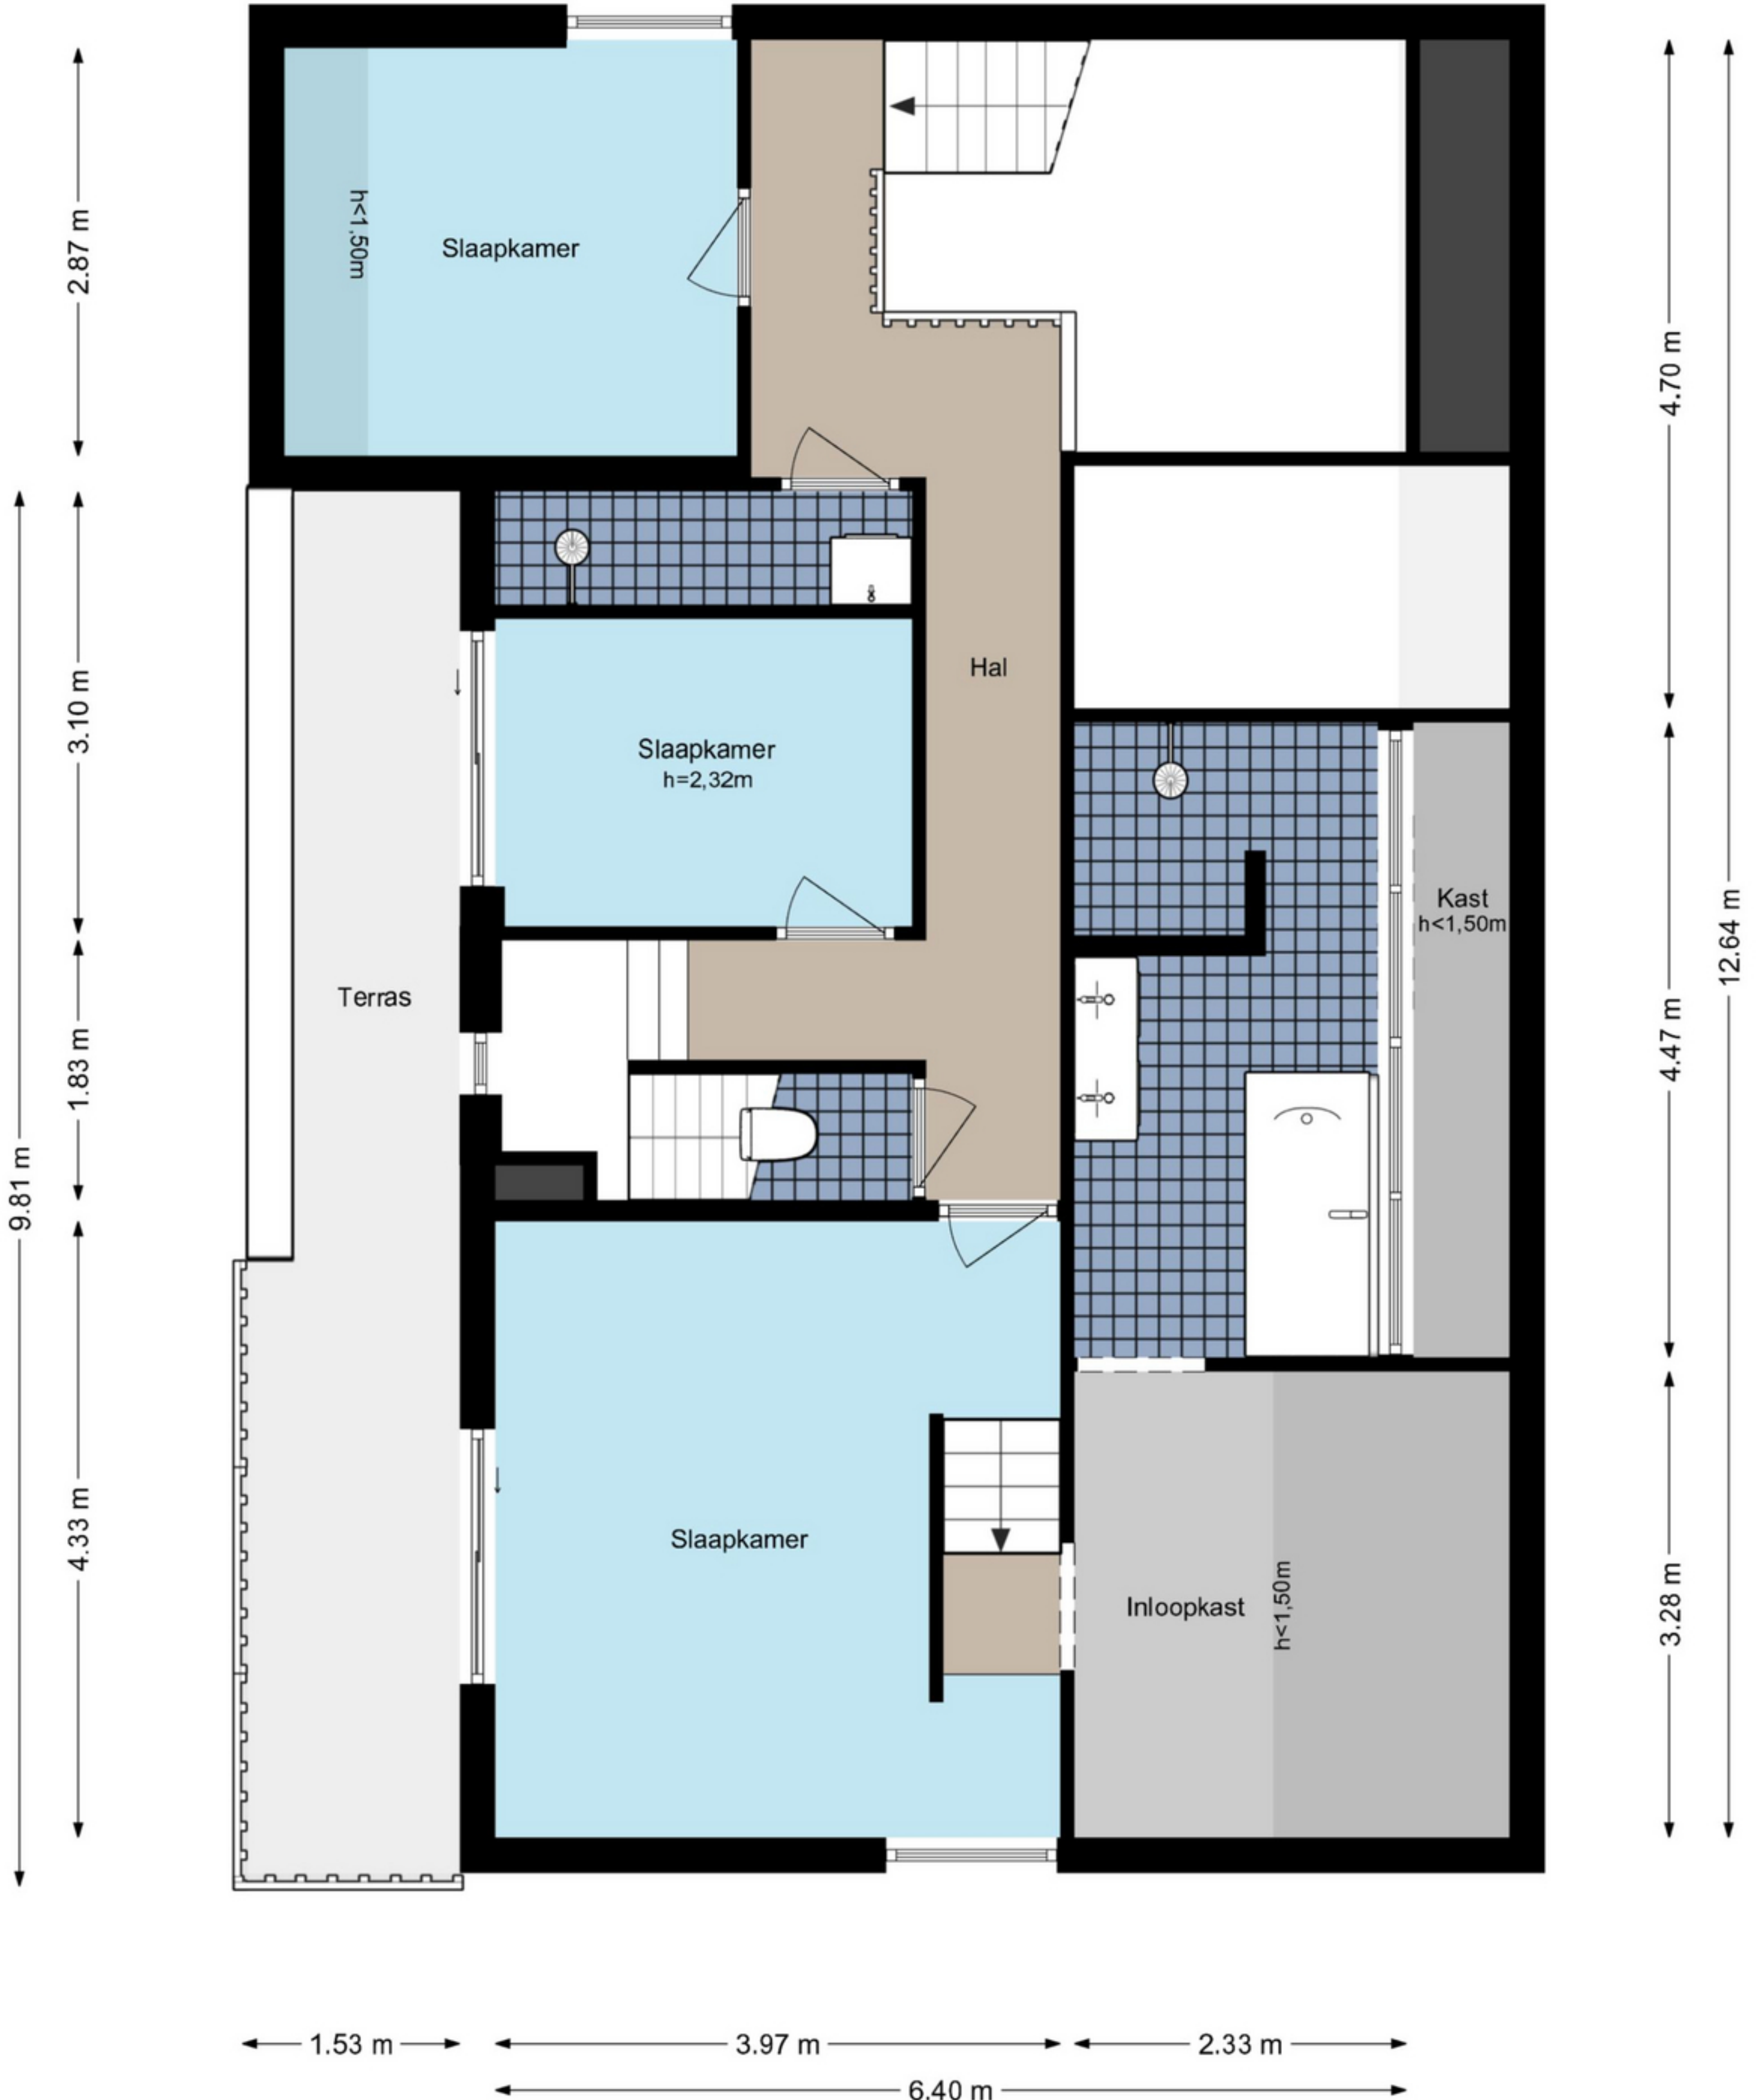 h<1,50m
Slaapkamer
2.87 m
4.70 m
Hal
3.10 m
Slaapkamer
h=2,32m
Kast
h<1,50m
12.64 m
Terras
1.83 m
4.47 m
9.81 m
4.33 m
Slaapkamer
Inloopkast
h<1,50m
3.28 m
1.53 m
3.97 m
2.33 m
6.40 m